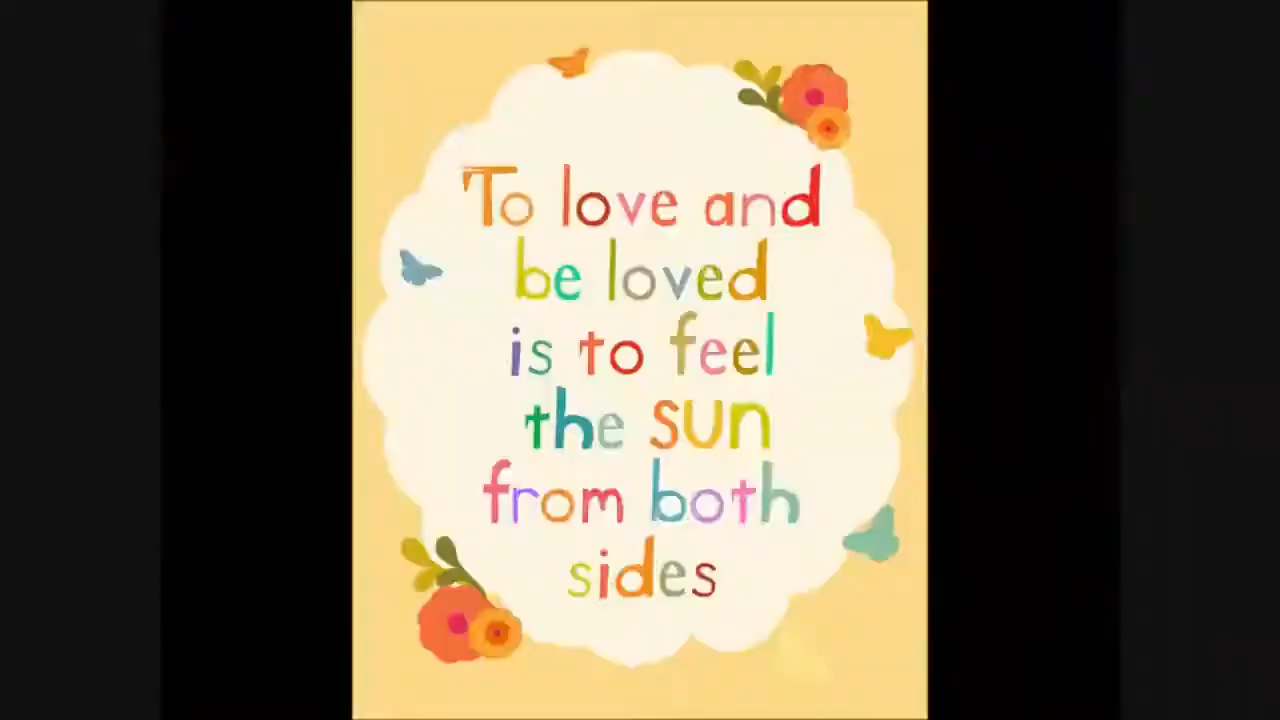 To love and
be loved
is to feel
the sun
from both
sides